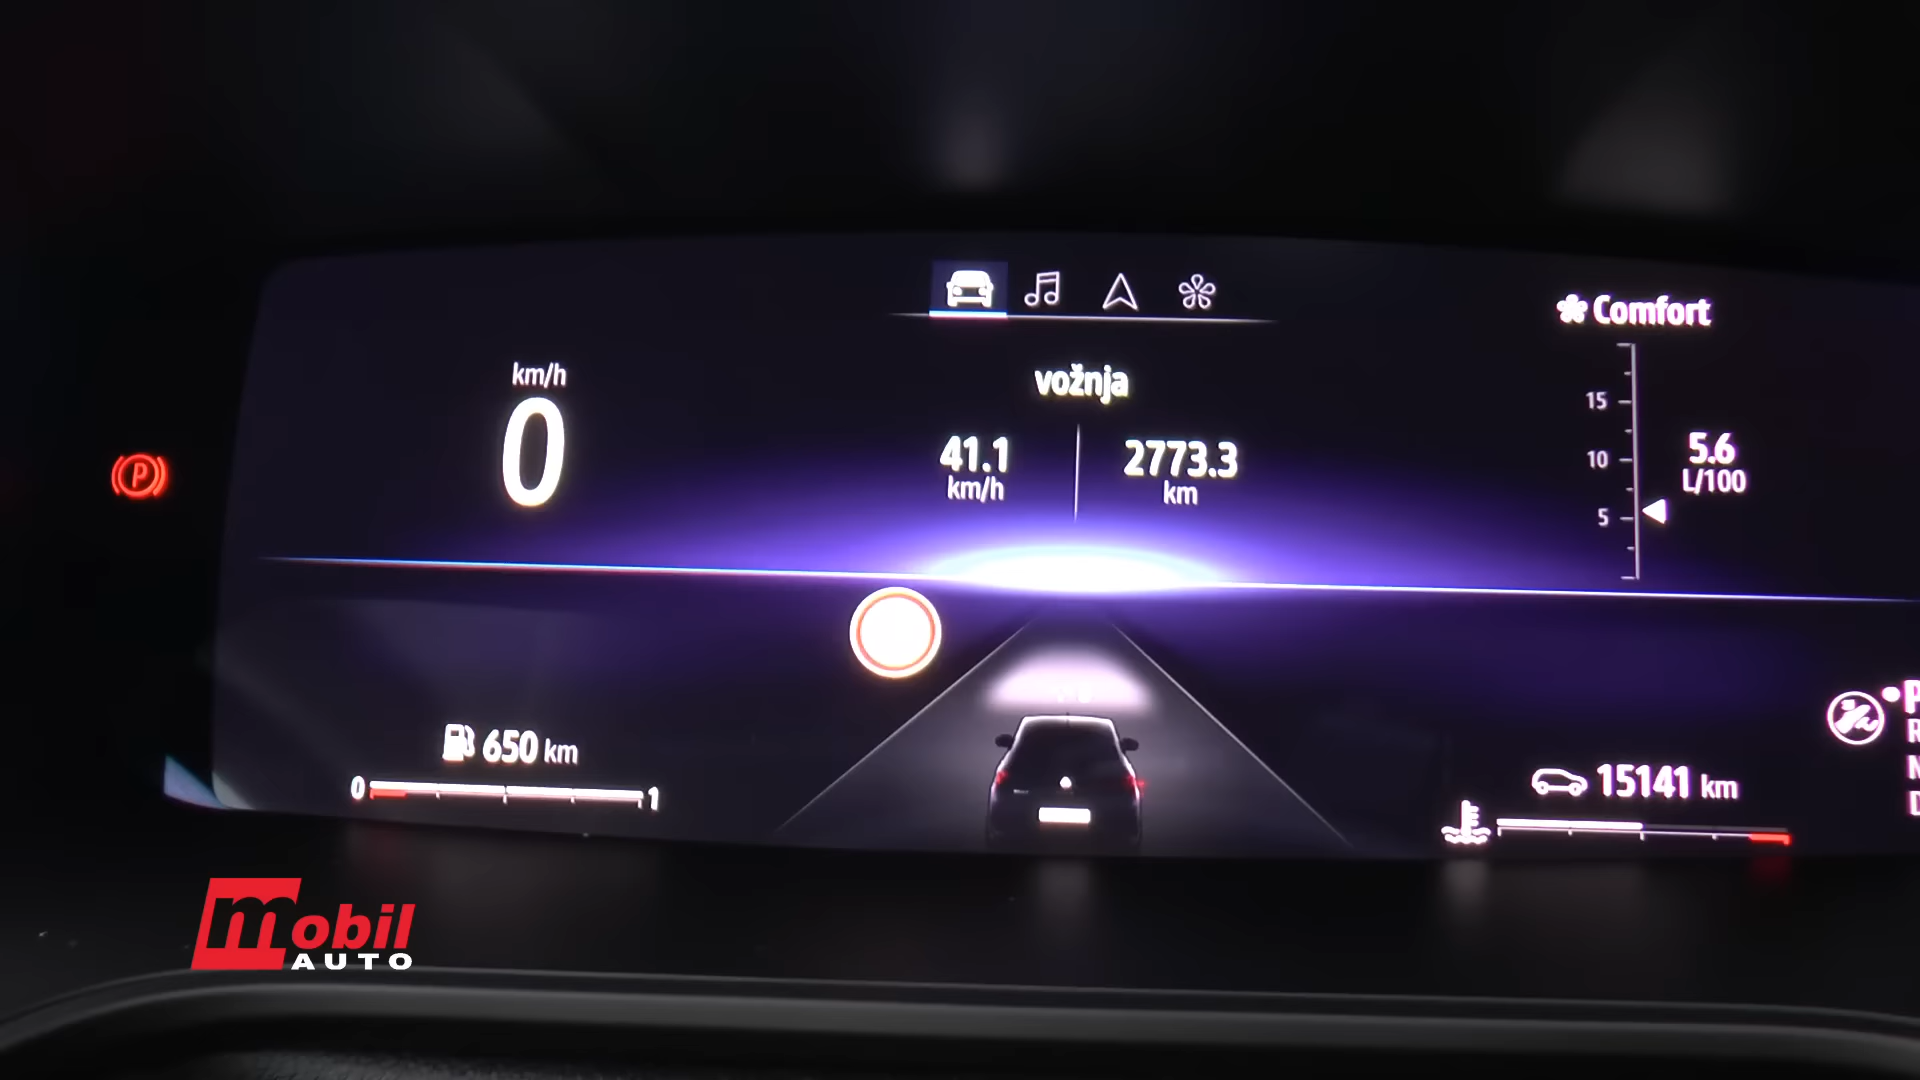 Comfort
km/h
0
vožnja
41.1
km/h
2773.3
km
15
10
5
5.6
L/100
P
650 km
0
1
15141 km
mobil
AUTO